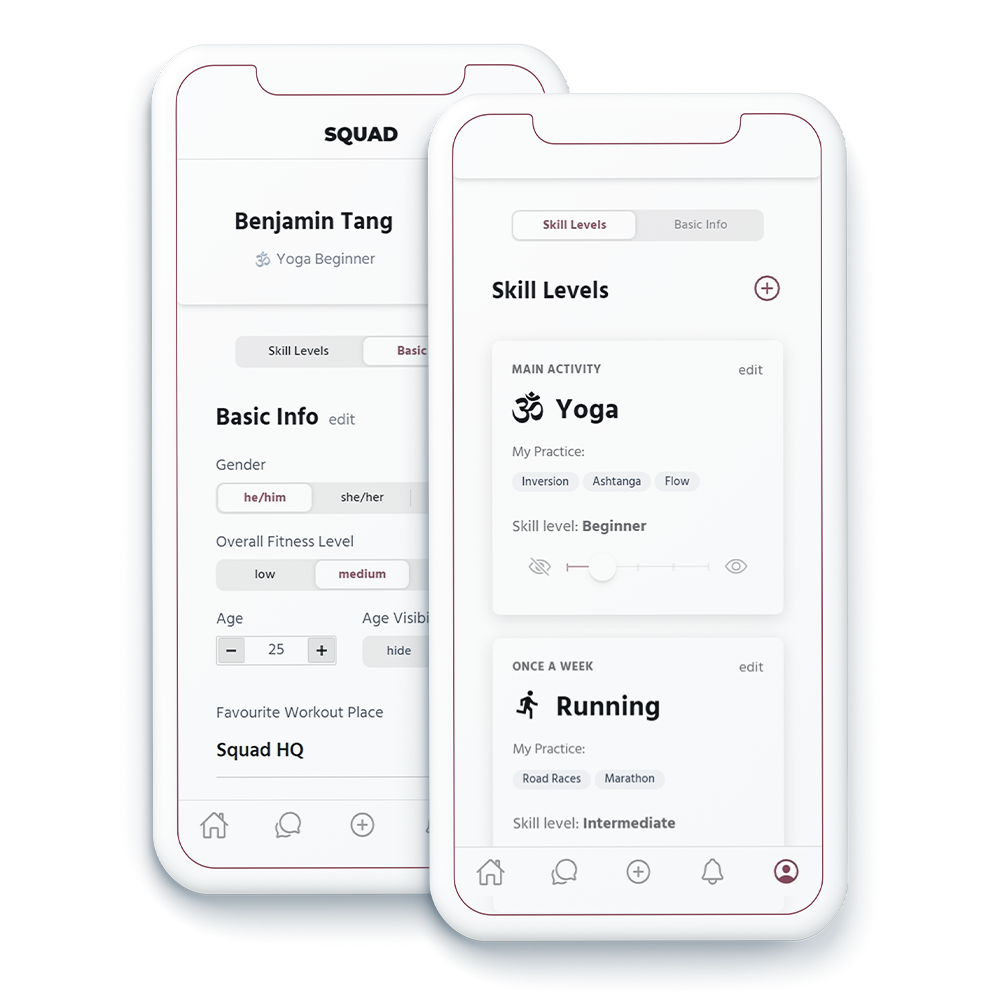 SQUAD
Benjamin Tang
ॐ Yoga Beginner
Skill Levels Basic
Basic Info edit
Gender
he/him she/her
Overall Fitness Level
low medium
Age Age Visibi
− 25 +
hide
Favourite Workout Place
Squad HQ
Skill Levels Basic Info
Skill Levels
MAIN ACTIVITY edit
ॐ Yoga
My Practice:
Inversion Ashtanga Flow
Skill level: Beginner
ONCE A WEEK edit
Running
My Practice:
Road Races Marathon
Skill level: Intermediate